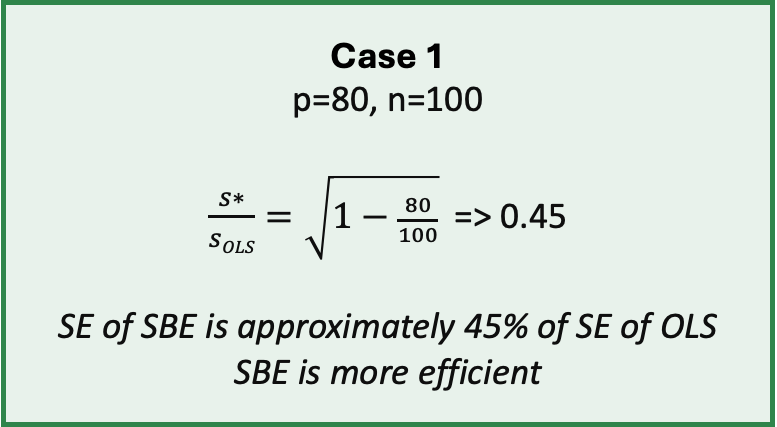 Case 1
p=80, n=100
s*/s_OLS = √(1 − 80/100) => 0.45
SE of SBE is approximately 45% of SE of OLS
SBE is more efficient